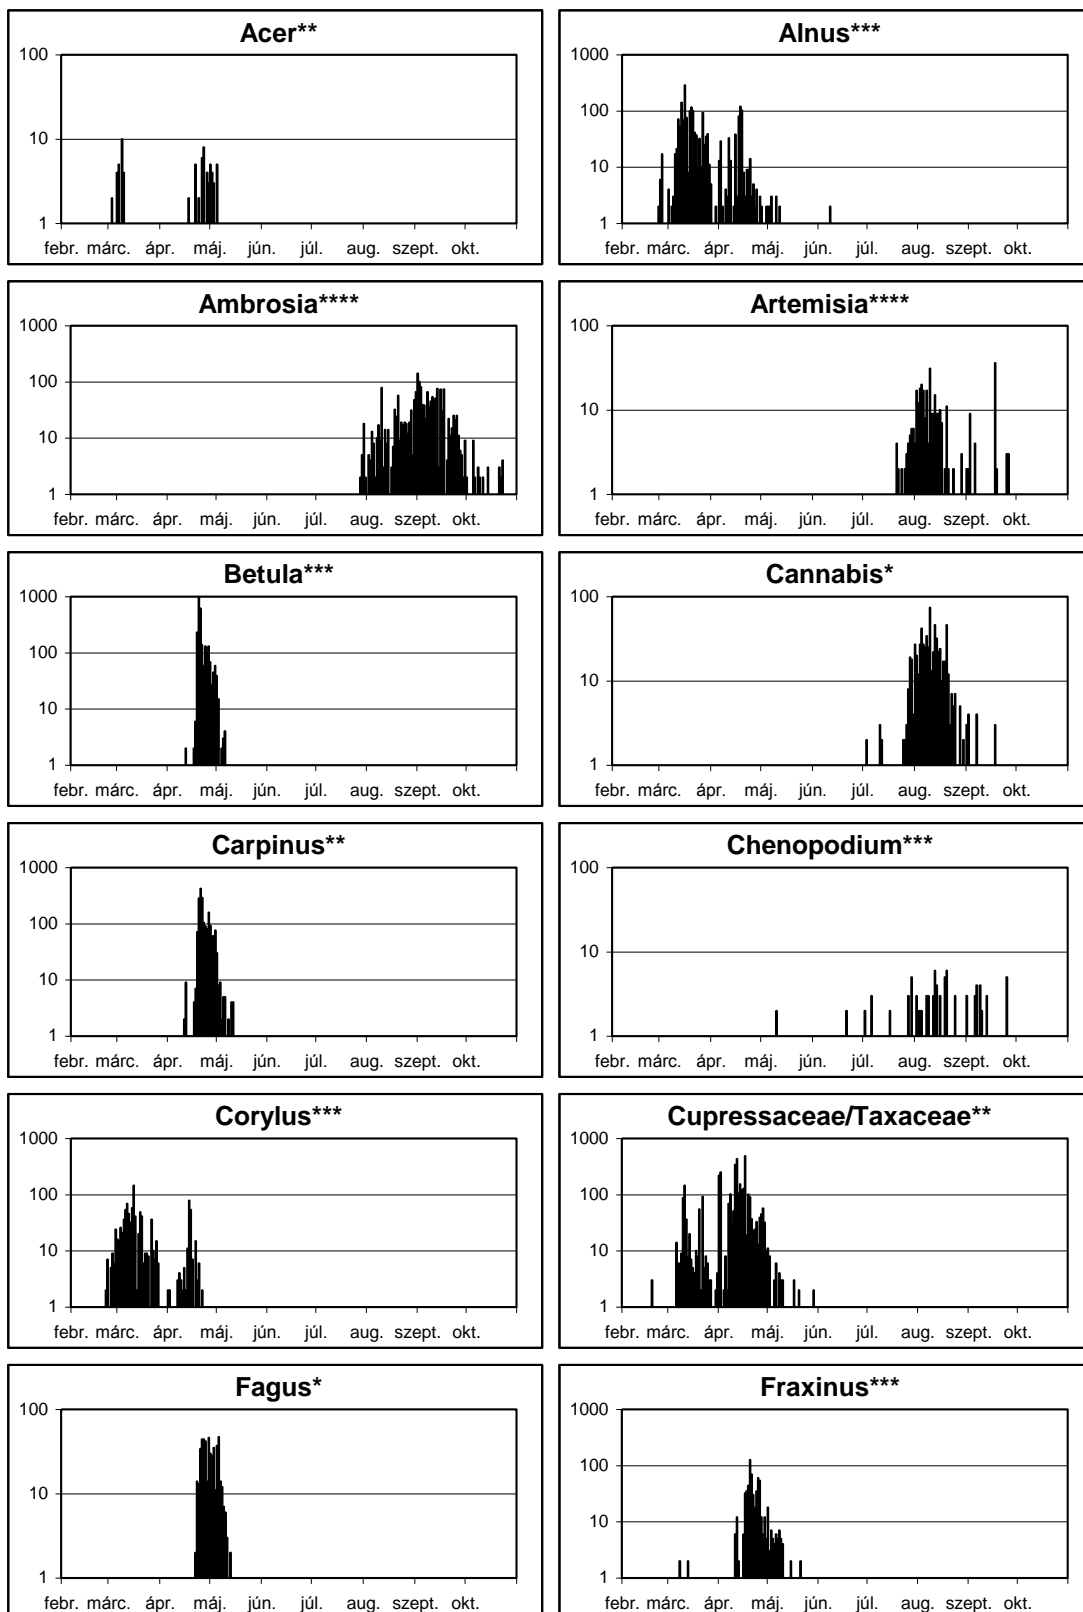 Acer**
100
10
1
febr. márc. ápr. máj. jún. júl. aug. szept. okt.
Alnus***
1000
100
10
1
febr. márc. ápr. máj. jún. júl. aug. szept. okt.
Ambrosia****
1000
100
10
1
febr. márc. ápr. máj. jún. júl. aug. szept. okt.
Artemisia****
100
10
1
febr. márc. ápr. máj. jún. júl. aug. szept. okt.
Betula***
1000
100
10
1
febr. márc. ápr. máj. jún. júl. aug. szept. okt.
Cannabis*
100
10
1
febr. márc. ápr. máj. jún. júl. aug. szept. okt.
Carpinus**
1000
100
10
1
febr. márc. ápr. máj. jún. júl. aug. szept. okt.
Chenopodium***
100
10
1
febr. márc. ápr. máj. jún. júl. aug. szept. okt.
Corylus***
1000
100
10
1
febr. márc. ápr. máj. jún. júl. aug. szept. okt.
Cupressaceae/Taxaceae**
1000
100
10
1
febr. márc. ápr. máj. jún. júl. aug. szept. okt.
Fagus*
100
10
1
febr. márc. ápr. máj. jún. júl. aug. szept. okt.
Fraxinus***
1000
100
10
1
febr. márc. ápr. máj. jún. júl. aug. szept. okt.